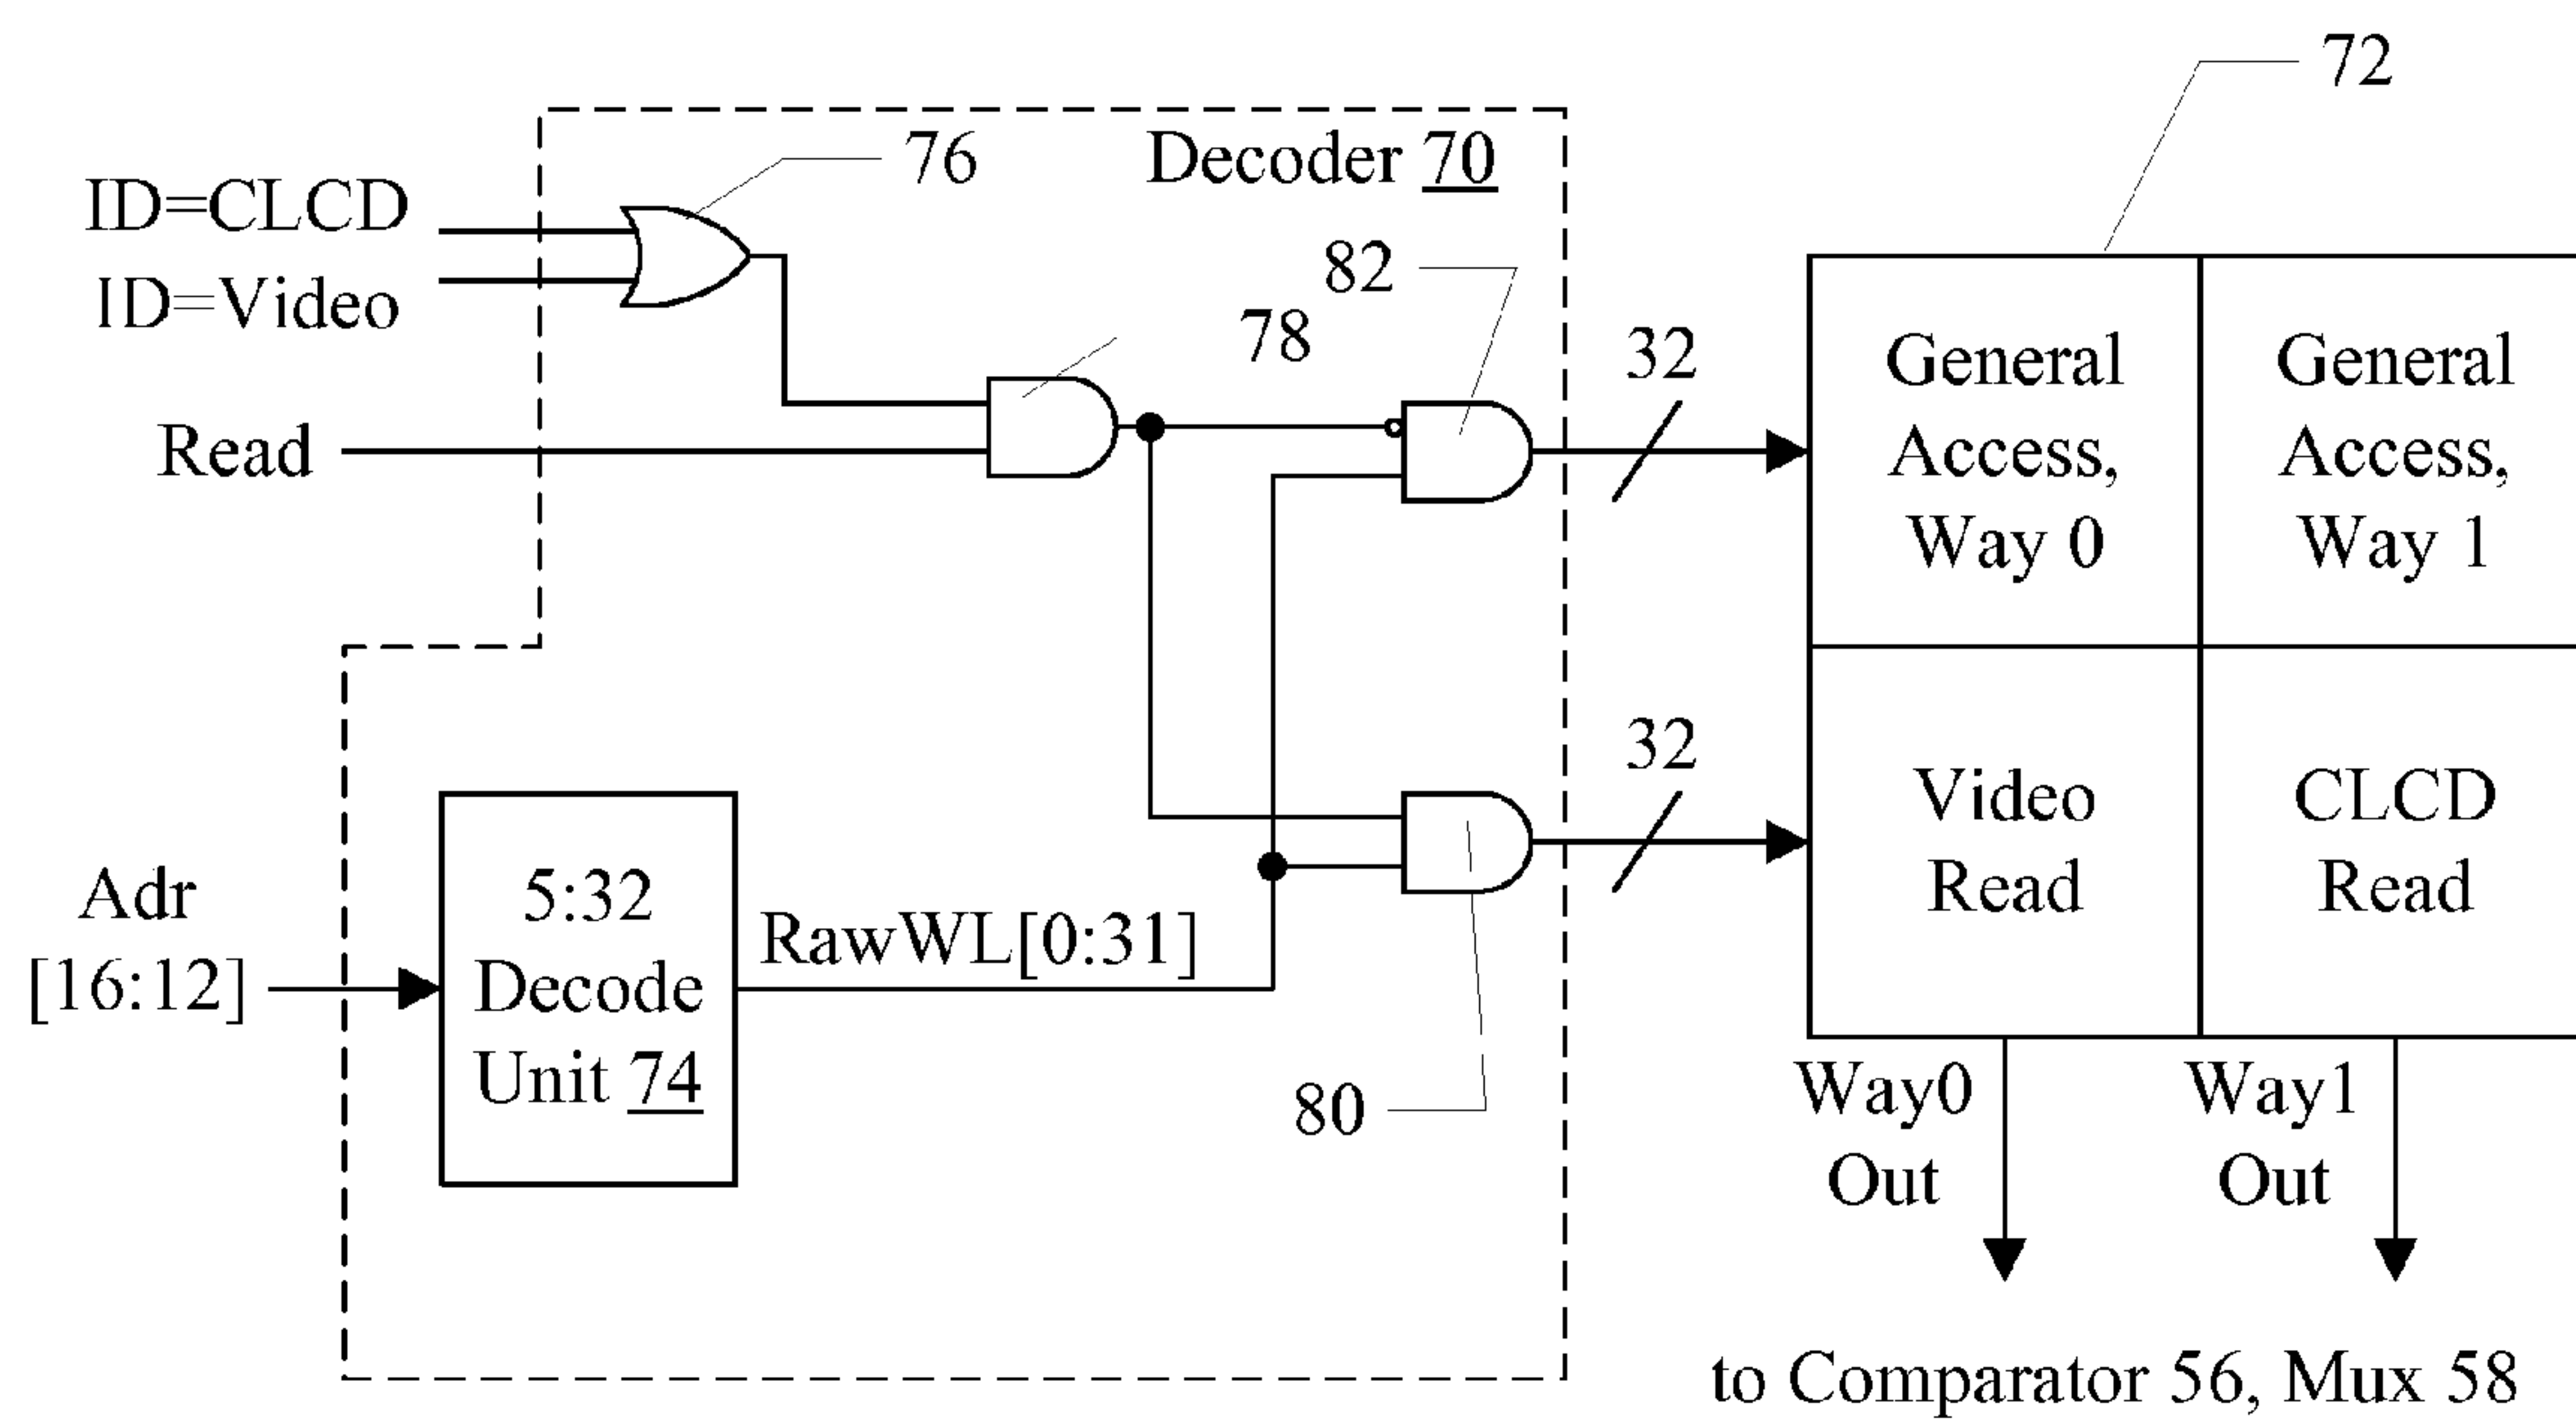 72
76
Decoder 70
ID=CLCD
ID=Video
82
78
32
Read
General
Access,
Way 0
General
Access,
Way 1
32
Video
Read
CLCD
Read
Adr
[16:12]
5:32
Decode
Unit 74
RawWL[0:31]
80
Way0
Out
Way1
Out
to Comparator 56, Mux 58